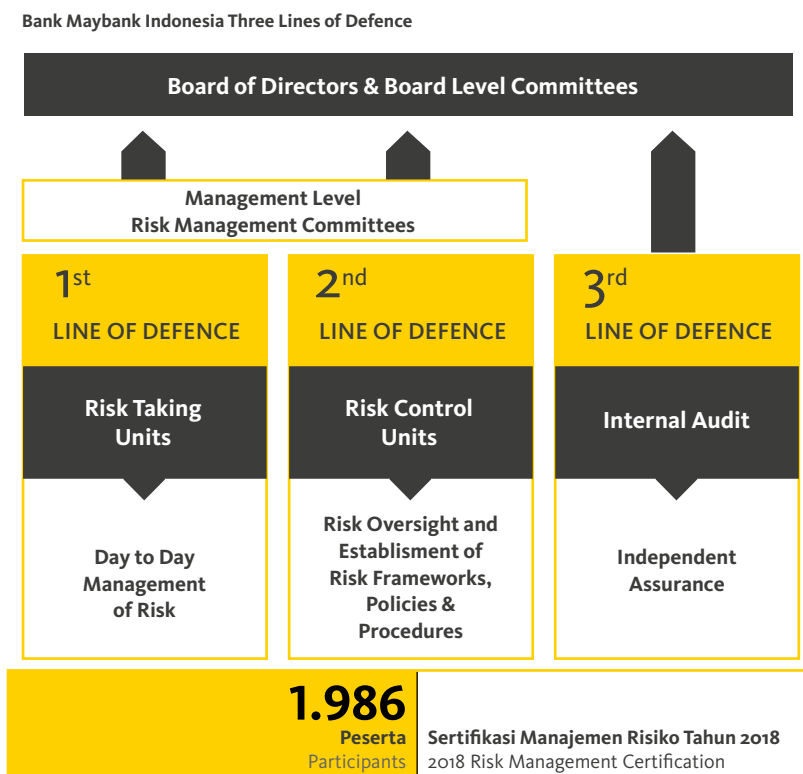 Bank Maybank Indonesia Three Lines of Defence
Board of Directors & Board Level Committees
Management Level
Risk Management Committees
1st
LINE OF DEFENCE
Risk Taking
Units
Day to Day
Management
of Risk
2nd
LINE OF DEFENCE
Risk Control
Units
Risk Oversight and
Establisment of
Risk Frameworks,
Policies &
Procedures
3rd
LINE OF DEFENCE
Internal Audit
Independent
Assurance
1.986
Peserta
Participants
Sertifikasi Manajemen Risiko Tahun 2018
2018 Risk Management Certification